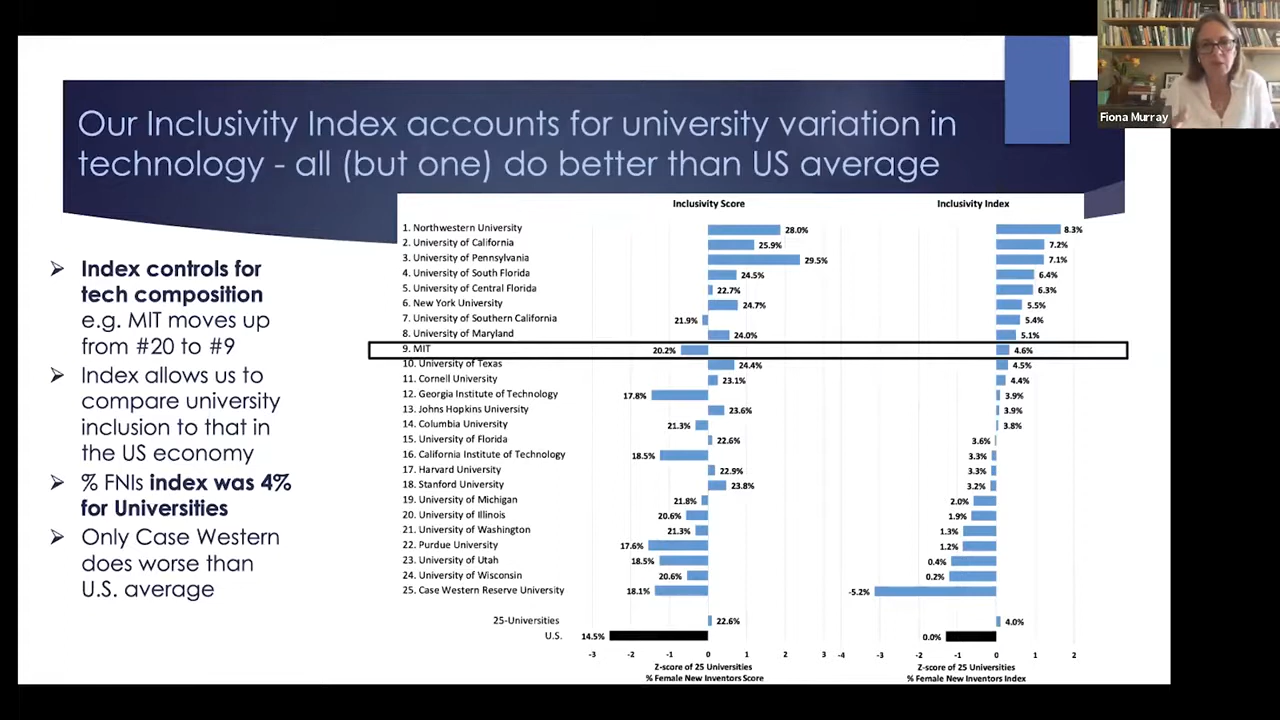 Fiona Murray
Our Inclusivity Index accounts for university variation in
technology - all (but one) do better than US average
Index controls for
tech composition
e.g. MIT moves up
from #20 to #9
Index allows us to
compare university
inclusion to that in
the US economy
% FNIs index was 4%
for Universities
Only Case Western
does worse than
U.S. average
Inclusivity Score Inclusivity Index
1. Northwestern University 28.0% 8.3%
2. University of California 25.9% 7.2%
3. University of Pennsylvania 29.5% 7.1%
4. University of South Florida 24.5% 6.4%
5. University of Central Florida 22.7% 6.3%
6. New York University 24.7% 5.5%
7. University of Southern California 21.9% 5.4%
8. University of Maryland 24.0% 5.1%
9. MIT 20.2% 4.6%
10. University of Texas 24.4% 4.5%
11. Cornell University 23.1% 4.4%
12. Georgia Institute of Technology 17.8% 3.9%
13. Johns Hopkins University 23.6% 3.9%
14. Columbia University 21.3% 3.8%
15. University of Florida 22.6% 3.6%
16. California Institute of Technology 18.5% 3.3%
17. Harvard University 22.9% 3.3%
18. Stanford University 23.8% 3.2%
19. University of Michigan 21.8% 2.0%
20. University of Illinois 20.6% 1.9%
21. University of Washington 21.3% 1.3%
22. Purdue University 17.6% 1.2%
23. University of Utah 18.5% 0.4%
24. University of Wisconsin 20.6% 0.2%
25. Case Western Reserve University 18.1% -5.2%
25-Universities 22.6% 4.0%
U.S. 14.5% 0.0%
-3 -2 -1 0 1 2 3 -4 -3 -2 -1 0 1 2
Z-score of 25 Universities Z-score of 25 Universities
% Female New Inventors Score % Female New Inventors Index